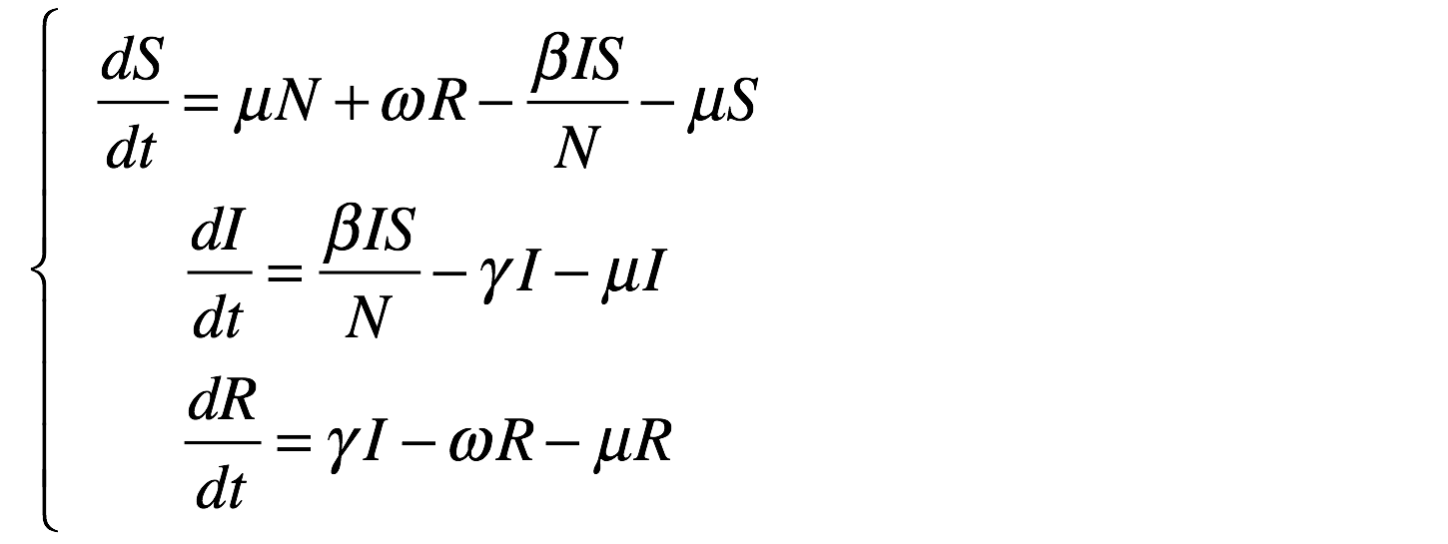 dS/dt = μN + ωR − βIS/N − μS
dI/dt = βIS/N − γI − μI
dR/dt = γI − ωR − μR